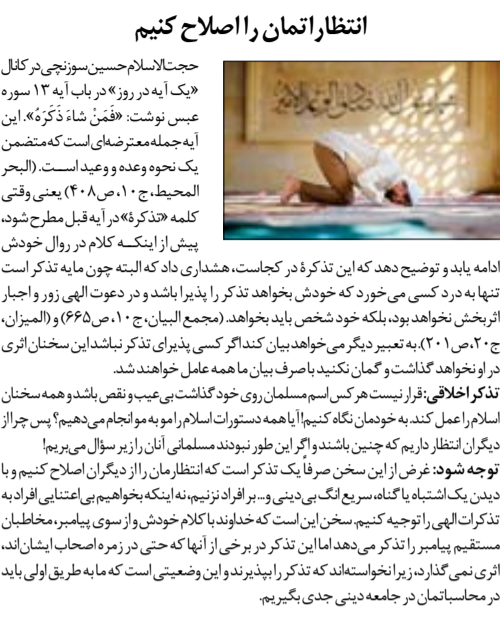 انتظاراتمان را اصلاح کنیم
حجت‌الاسلام حسین سوزنچی در کانال
«یک آیه در روز» در باب آیه ۱۳ سوره
عبس نوشت: «فَمَنْ شاءَ ذَکَرَهُ». این
آیه جمله معترضه‌ای است که متضمن
یک نحوه وعده و وعید است. (البحر
المحیط، ج۱۰، ص۴۰۸) یعنی وقتی
کلمه «تذکرة» در آیه قبل مطرح شود،
پیش از اینکه کلام در روال خودش
ادامه یابد و توضیح دهد که این تذکرة در کجاست، هشداری داد که البته چون مایه تذکر است
تنها به درد کسی می‌خورد که خودش بخواهد تذکر را پذیرا باشد و در دعوت الهی زور و اجبار
اثربخش نخواهد بود، بلکه خود شخص باید بخواهد. (مجمع البیان، ج۱۰، ص۶۶۵) و (المیزان،
ج۲۰، ص۲۰۱). به تعبیر دیگر می‌خواهد بیان کند اگر کسی پذیرای تذکر نباشد این سخنان اثری
در او نخواهد گذاشت و گمان نکنید با صرف بیان ما همه عامل خواهند شد.
تذکر اخلاقی: قرار نیست هر کس اسم مسلمان روی خود گذاشت بی‌عیب و نقص باشد و همه سخنان
اسلام را عمل کند. به خودمان نگاه کنیم! آیا همه دستورات اسلام را مو به مو انجام می‌دهیم؟ پس چرا از
دیگران انتظار داریم که چنین باشند و اگر این طور نبودند مسلمانی آنان را زیر سؤال می‌بریم!
توجه شود: غرض از این سخن صرفاً یک تذکر است که انتظارمان را از دیگران اصلاح کنیم و با
دیدن یک اشتباه یا گناه، سریع انگ بی‌دینی و... بر افراد نزنیم، نه اینکه بخواهیم بی‌اعتنایی افراد به
تذکرات الهی را توجیه کنیم. سخن این است که خداوند با کلام خودش و از سوی پیامبر، مخاطبان
مستقیم پیامبر را تذکر می‌دهد اما این تذکر در برخی از آنها که حتی در زمره اصحاب ایشان‌اند،
اثری نمی‌گذارد، زیرا نخواسته‌اند که تذکر را بپذیرند و این وضعیتی است که ما به طریق اولی باید
در محاسباتمان در جامعه دینی جدی بگیریم.